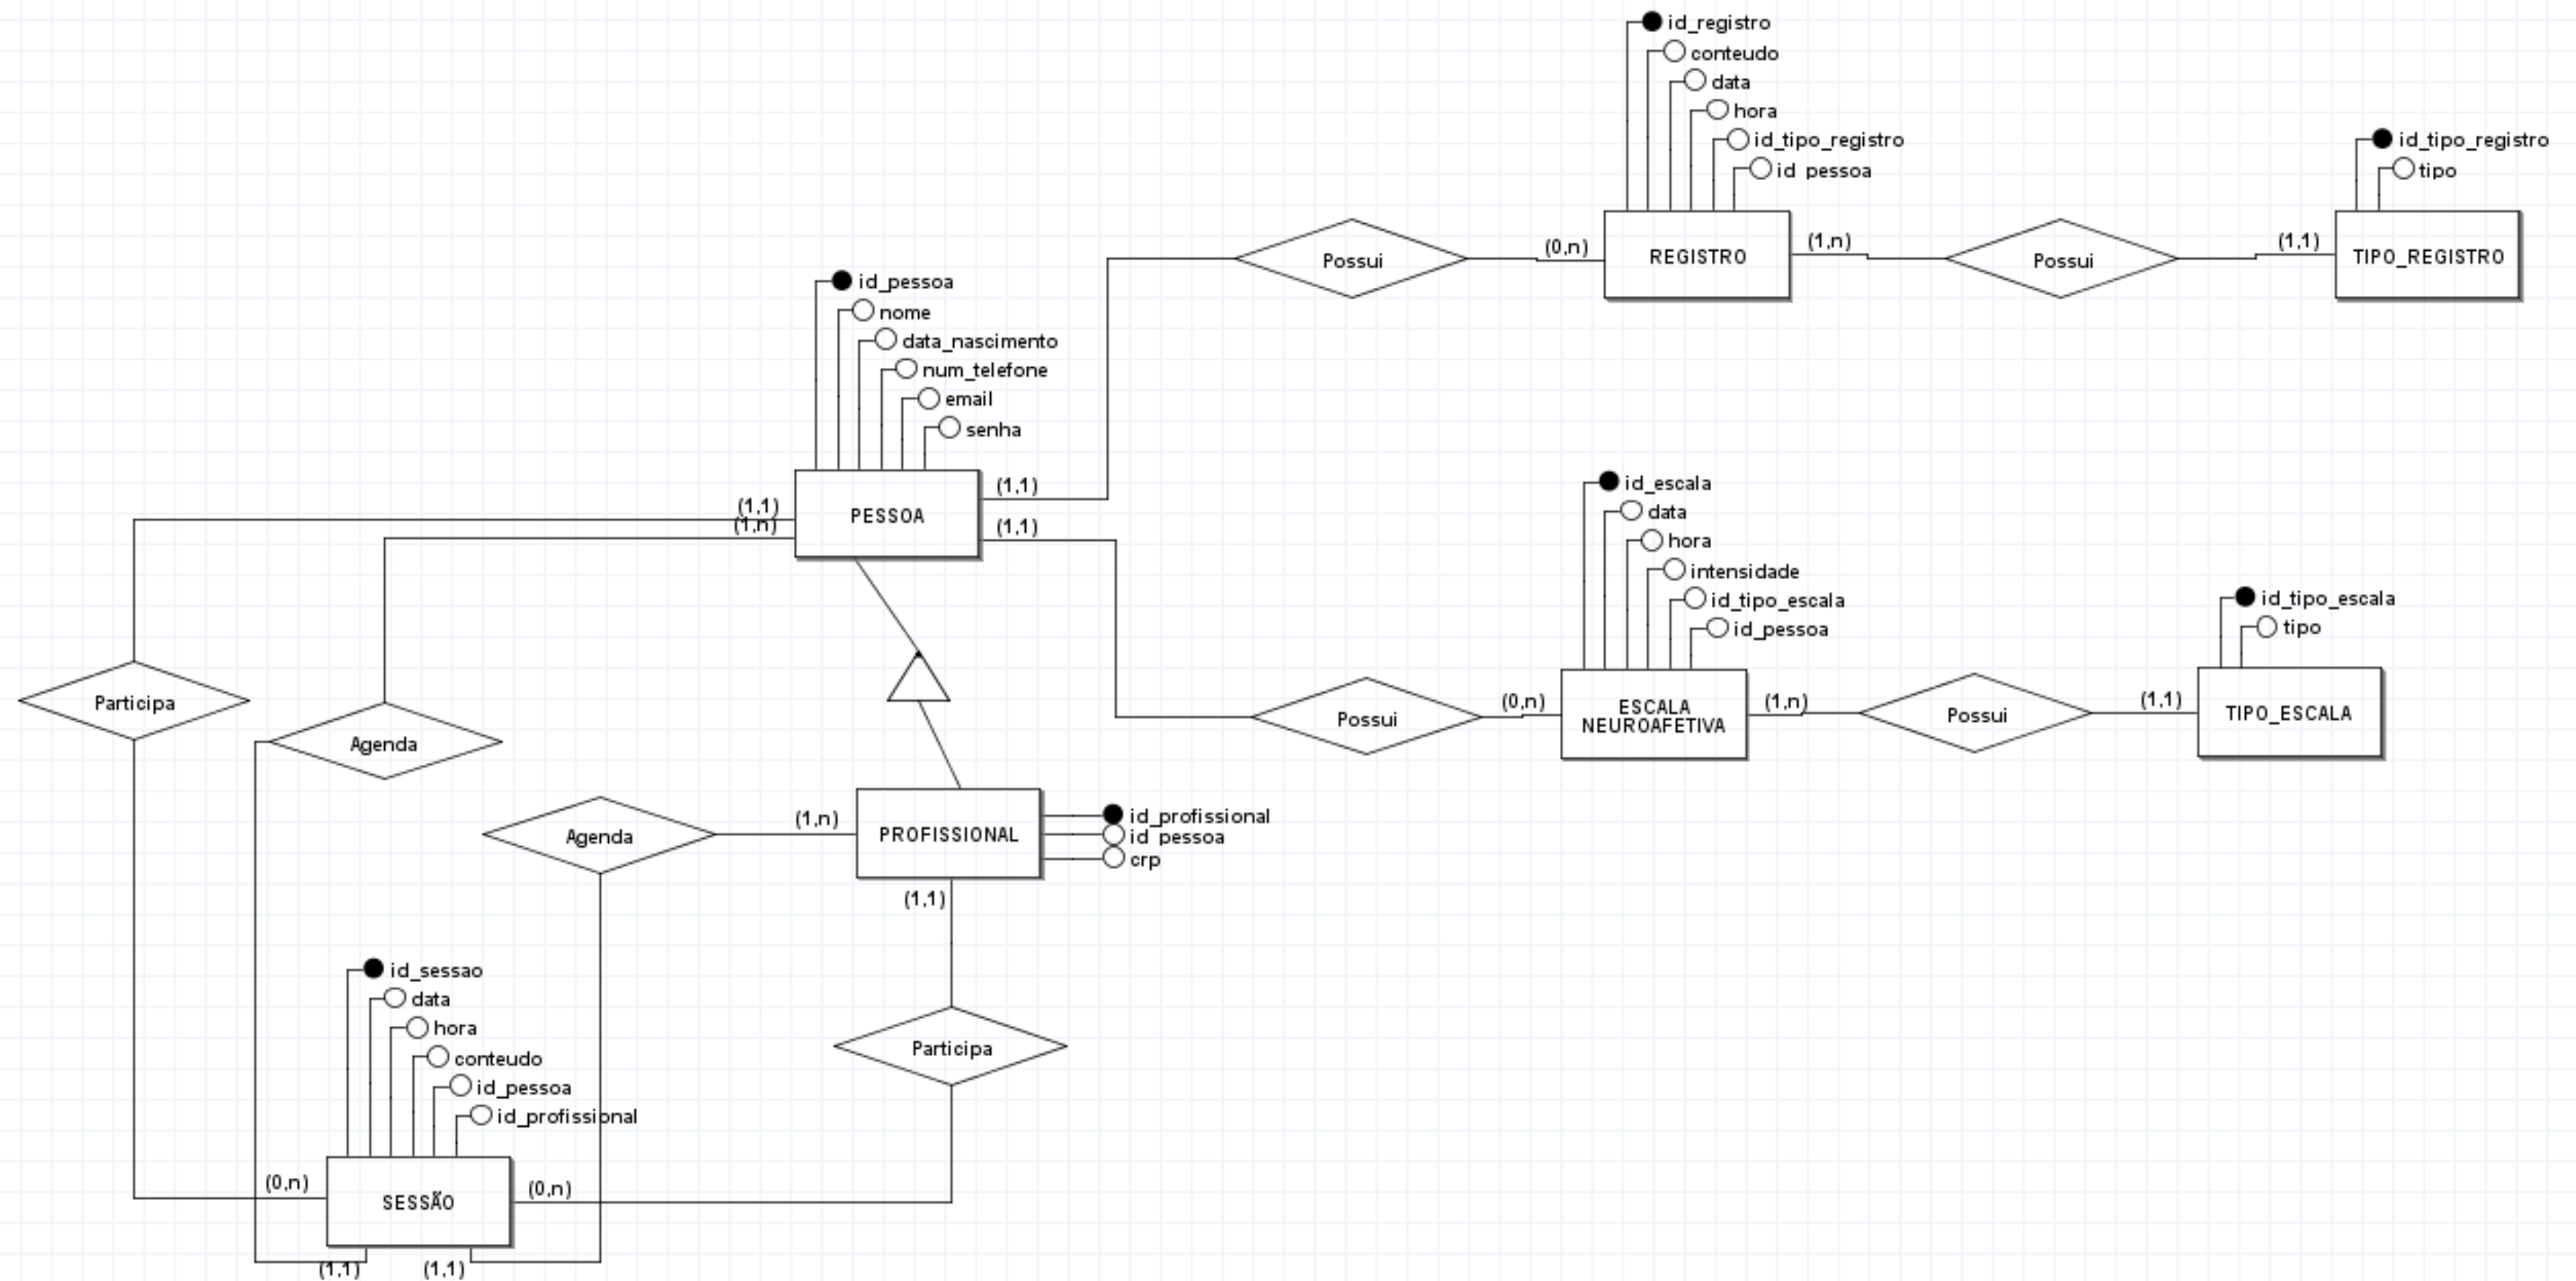 id_registro
conteudo
data
hora
id_tipo_registro
id_pessoa
id_tipo_registro
tipo
(0,n)
REGISTRO
(1,n)
Possui
(1,1)
TIPO_REGISTRO
Possui
id_pessoa
nome
data_nascimento
num_telefone
email
senha
(1,1)
(1,n)
PESSOA
(1,1)
(1,1)
id_escala
data
hora
intensidade
id_tipo_escala
id_pessoa
id_tipo_escala
tipo
Possui
(0,n)
ESCALA
NEUROAFETIVA
(1,n)
Possui
(1,1)
TIPO_ESCALA
Participa
Agenda
Agenda
(1,n)
PROFISSIONAL
id_profissional
id_pessoa
crp
(1,1)
Participa
id_sessao
data
hora
conteudo
id_pessoa
id_profissional
(0,n)
SESSÃO
(0,n)
(1,1)
(1,1)